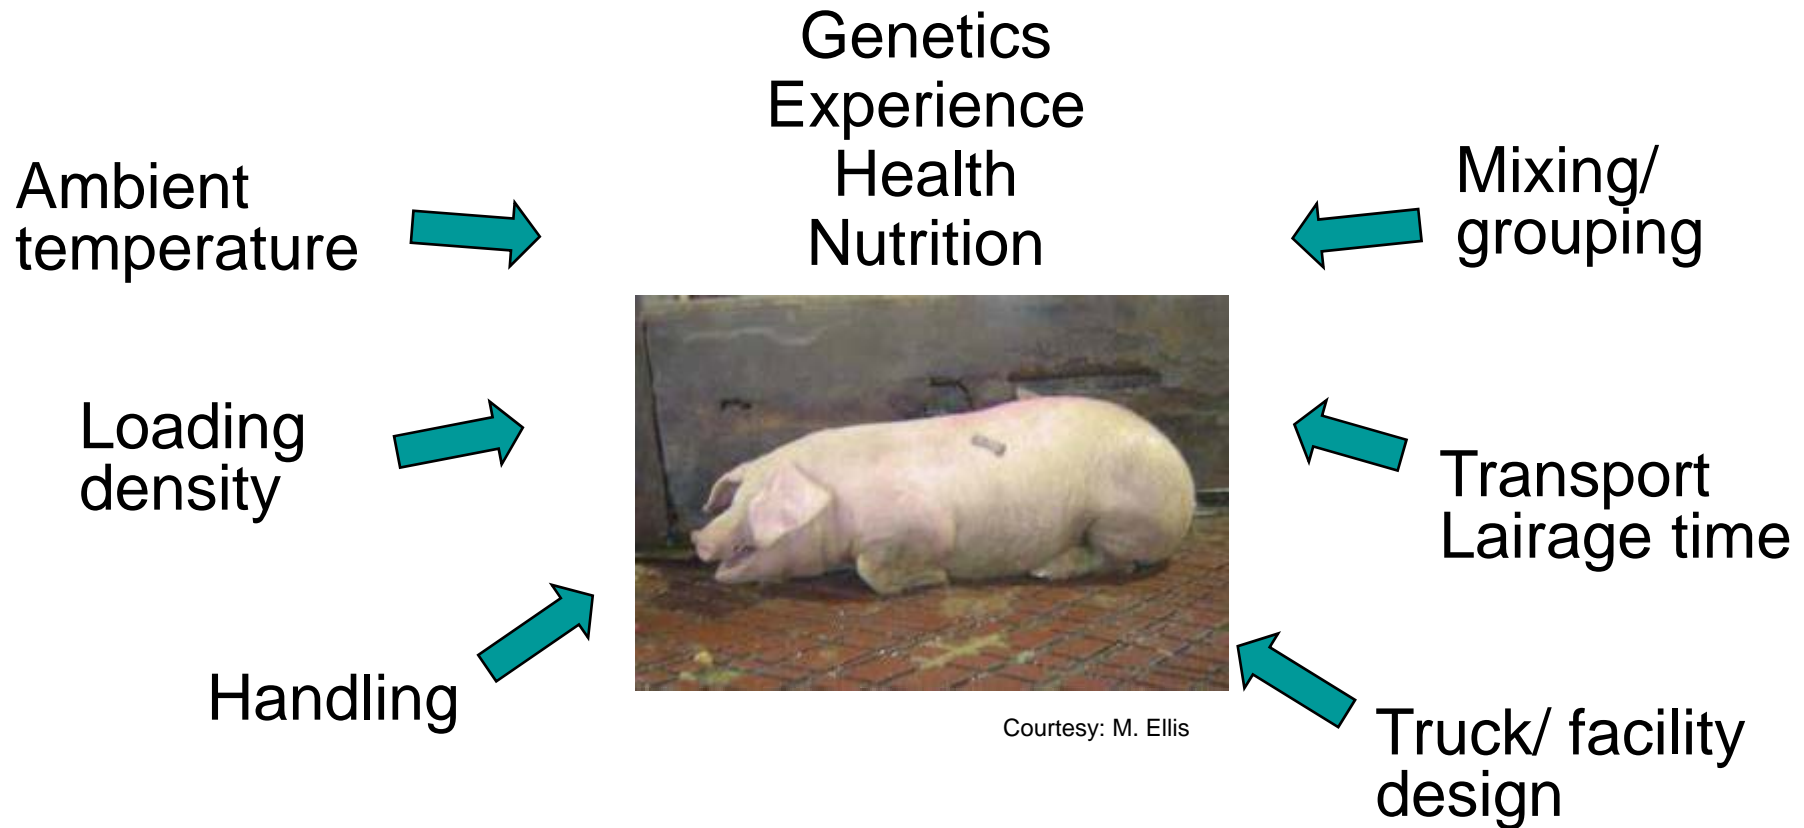 Genetics
Experience
Health
Nutrition
Ambient
temperature
Mixing/
grouping
Loading
density
Transport
Lairage time
Handling
Courtesy: M. Ellis
Truck/ facility
design